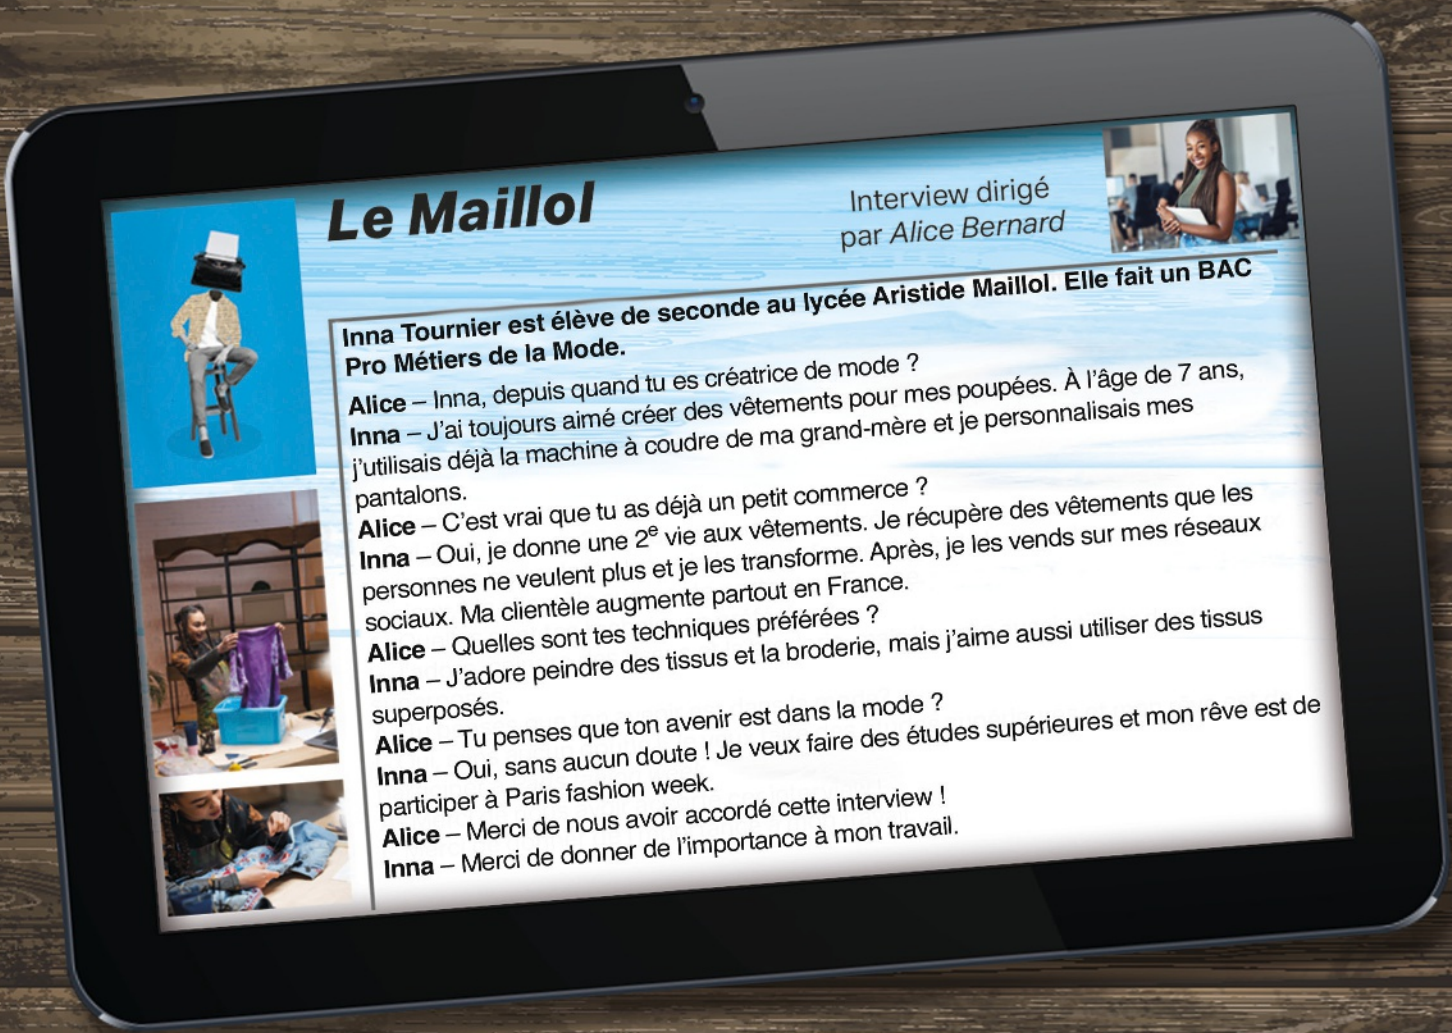 Le Maillol
Interview dirigé
par Alice Bernard
Inna Tournier est élève de seconde au lycée Aristide Maillol. Elle fait un BAC
Pro Métiers de la Mode.
Alice – Inna, depuis quand tu es créatrice de mode ?
Inna – J'ai toujours aimé créer des vêtements pour mes poupées. À l'âge de 7 ans,
j'utilisais déjà la machine à coudre de ma grand-mère et je personnalisais mes
pantalons.
Alice – C'est vrai que tu as déjà un petit commerce ?
Inna – Oui, je donne une 2e vie aux vêtements. Je récupère des vêtements que les
personnes ne veulent plus et je les transforme. Après, je les vends sur mes réseaux
sociaux. Ma clientèle augmente partout en France.
Alice – Quelles sont tes techniques préférées ?
Inna – J'adore peindre des tissus et la broderie, mais j'aime aussi utiliser des tissus
superposés.
Alice – Tu penses que ton avenir est dans la mode ?
Inna – Oui, sans aucun doute ! Je veux faire des études supérieures et mon rêve est de
participer à Paris fashion week.
Alice – Merci de nous avoir accordé cette interview !
Inna – Merci de donner de l'importance à mon travail.